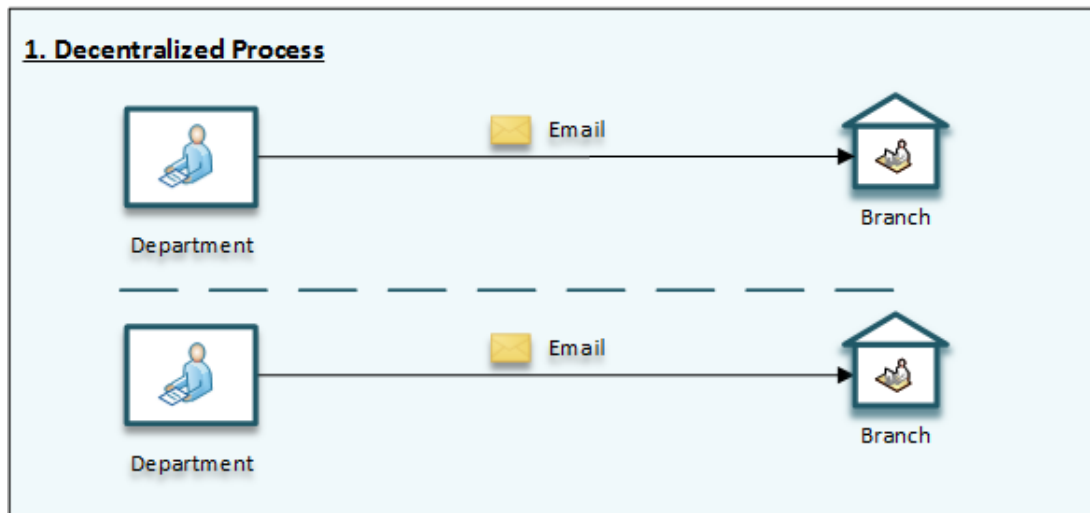 1. Decentralized Process
Email
Department
Branch
Email
Department
Branch